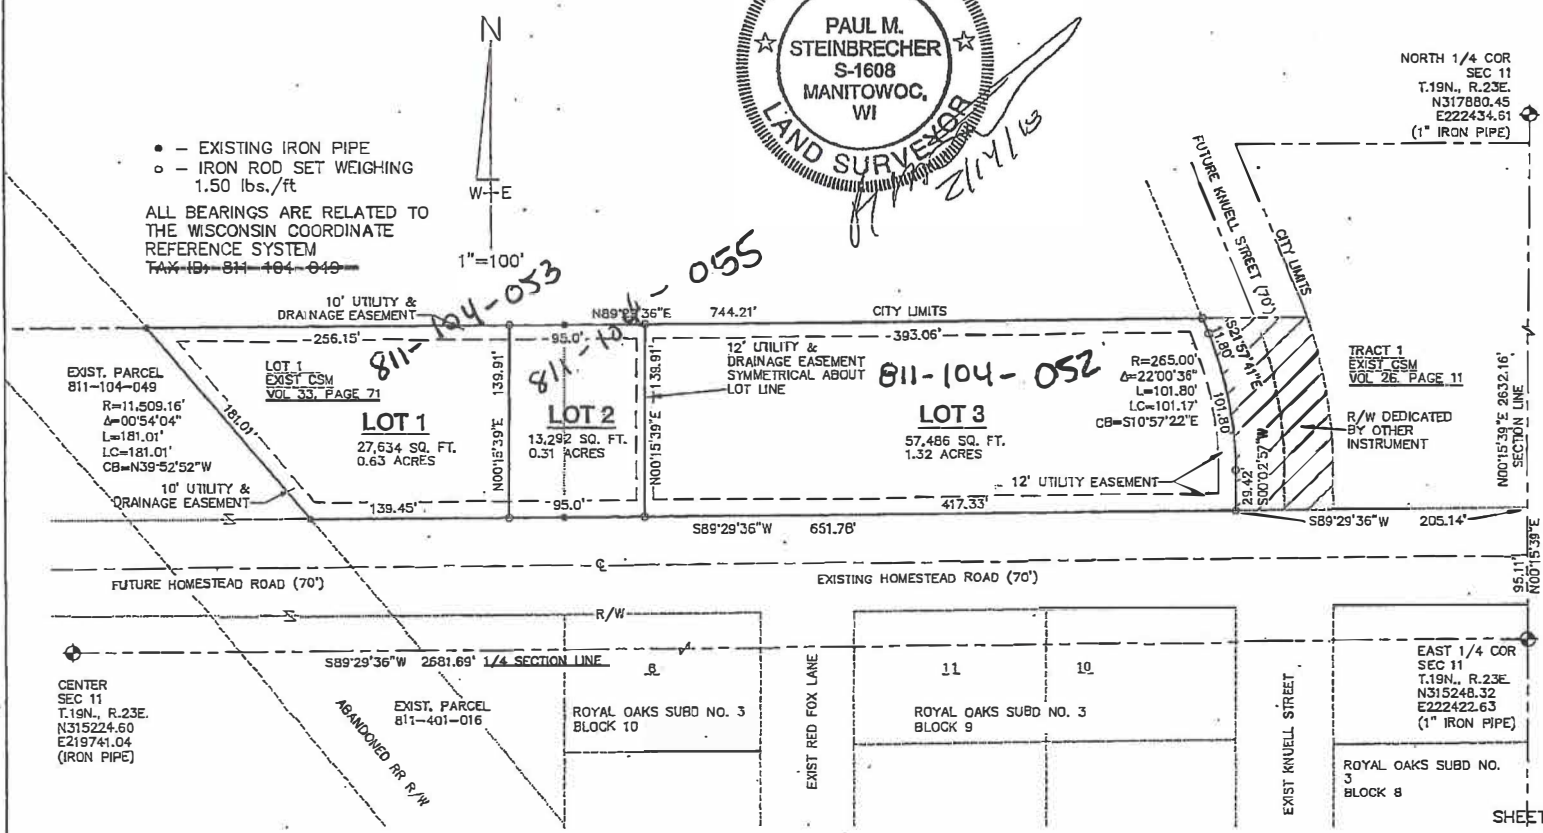 N
W
E
1"=100'
PAUL M.
STEINBRECHER
S-1608
MANITOWOC,
WI
LAND SURVEYOR
2/14/13
NORTH 1/4 COR
SEC 11
T.19N., R.23E.
N317880.45
E222434.61
(1" IRON PIPE)
● – EXISTING IRON PIPE
○ – IRON ROD SET WEIGHING
1.50 lbs./ft
ALL BEARINGS ARE RELATED TO
THE WISCONSIN COORDINATE
REFERENCE SYSTEM
TAX ID: 811-104-049
10' UTILITY &
DRAINAGE EASEMENT
811-104-053
811-104-055
811-104-052
744.21'
CITY LIMITS
FUTURE KNUELL STREET (70')
CITY LIMITS
256.15'
95.0'
393.06'
EXIST. PARCEL
811-104-049
R=11,509.16'
Δ=00°54'04"
L=181.01'
LC=181.01'
CB=N39°52'52"W
181.01'
LOT 1
EXIST CSM
VOL 33, PAGE 71
LOT 1
27,634 SQ. FT.
0.63 ACRES
N00°15'39"E
139.91'
LOT 2
13,292 SQ. FT.
0.31 ACRES
N00°15'39"E
139.91'
12' UTILITY &
DRAINAGE EASEMENT
SYMMETRICAL ABOUT
LOT LINE
LOT 3
57,486 SQ. FT.
1.32 ACRES
R=265.00'
Δ=22°00'36"
L=101.80'
LC=101.17'
CB=S10°57'22"E
11.80'
S21°57'41"E
101.80'
29.42'
S00°02'57"W
TRACT 1
EXIST CSM
VOL 26, PAGE 11
R/W DEDICATED
BY OTHER
INSTRUMENT
N00°15'39"E 2632.16'
SECTION LINE
10' UTILITY &
DRAINAGE EASEMENT
12' UTILITY EASEMENT
139.45'
95.0'
417.33'
S89°29'36"W 651.78'
S89°29'36"W 205.14'
95.11'
N00°15'39"E
FUTURE HOMESTEAD ROAD (70')
EXISTING HOMESTEAD ROAD (70')
R/W
S89°29'36"W 2681.69' 1/4 SECTION LINE
CENTER
SEC 11
T.19N., R.23E.
N315224.60
E219741.04
(IRON PIPE)
ABANDONED RR R/W
EXIST. PARCEL
811-401-016
ROYAL OAKS SUBD NO. 3
BLOCK 10
EXIST RED FOX LANE
11
10
ROYAL OAKS SUBD NO. 3
BLOCK 9
EXIST KNUELL STREET
EAST 1/4 COR
SEC 11
T.19N., R.23E.
N315248.32
E222422.63
(1" IRON PIPE)
ROYAL OAKS SUBD NO.
3
BLOCK 8
SHEET